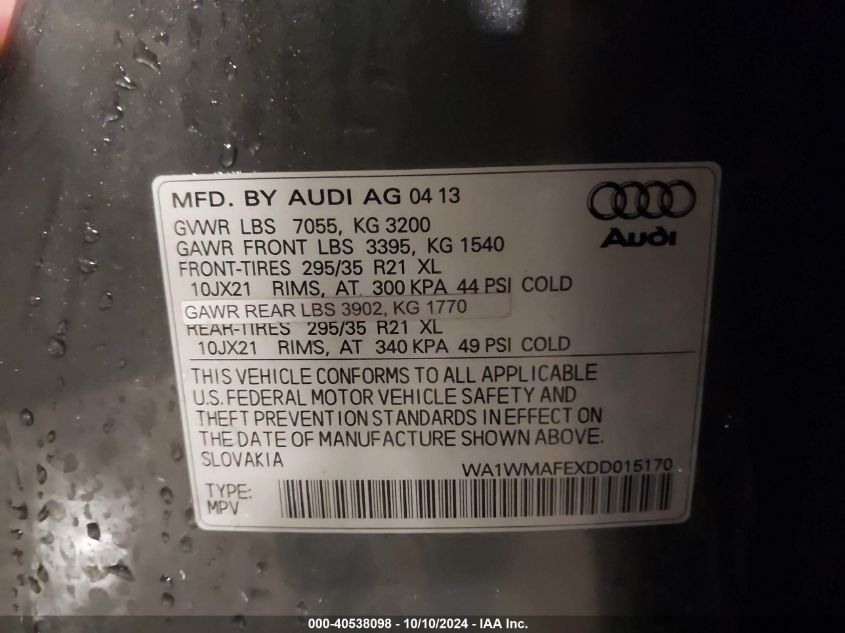 MFD. BY AUDI AG 04 13
GVWR LBS 7055, KG 3200
GAWR FRONT LBS 3395, KG 1540
FRONT-TIRES 295/35 R21 XL
10JX21 RIMS, AT 300 KPA 44 PSI COLD
GAWR REAR LBS 3902, KG 1770
REAR-TIRES 295/35 R21 XL
10JX21 RIMS, AT 340 KPA 49 PSI COLD
Audi
THIS VEHICLE CONFORMS TO ALL APPLICABLE
U.S. FEDERAL MOTOR VEHICLE SAFETY AND
THEFT PREVENTION STANDARDS IN EFFECT ON
THE DATE OF MANUFACTURE SHOWN ABOVE.
SLOVAKIA
WA1WMAFEXDD015170
TYPE:
MPV
000-40538098 - 10/10/2024 - IAA Inc.